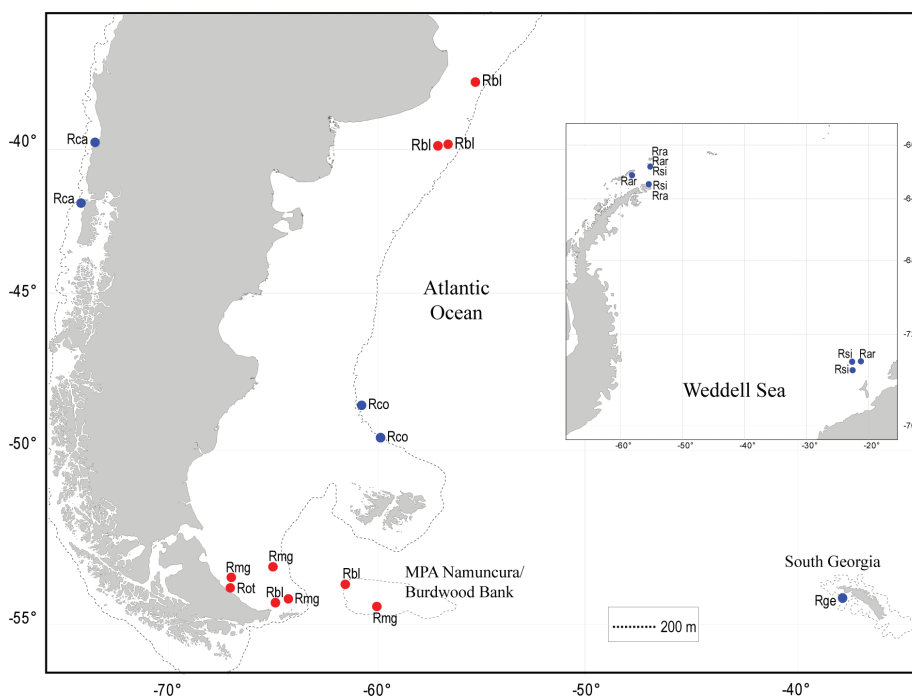 Rbl
-40°
Rca
Rbl
Rbl
Rca
Rra
Rar
Rsi
Rar
Rsi
Rra
Atlantic
Ocean
-45°
Rsi
Rar
Rsi
Weddell Sea
-60°
-50°
-40°
-30°
-20°
Rco
Rco
-50°
Rmg
Rmg
Rot
Rbl
Rmg
Rbl
Rmg
MPA Namuncura/
Burdwood Bank
South Georgia
Rge
-55°
200 m
-70°
-60°
-50°
-40°